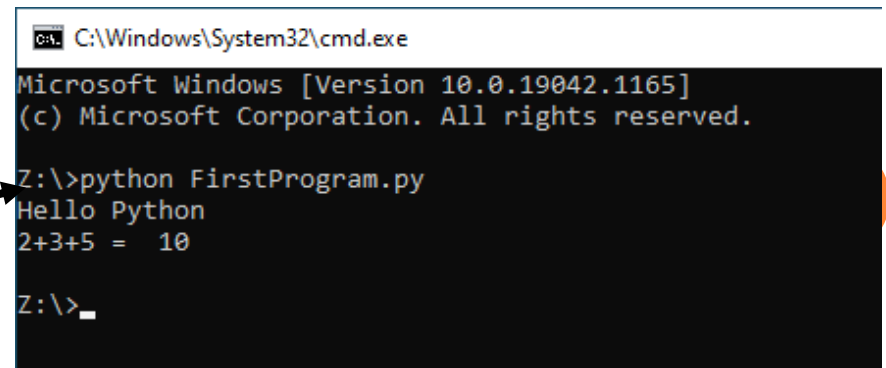 C:\Windows\System32\cmd.exe
Microsoft Windows [Version 10.0.19042.1165]
(c) Microsoft Corporation. All rights reserved.
Z:\>python FirstProgram.py
Hello Python
2+3+5 =  10
Z:\>_